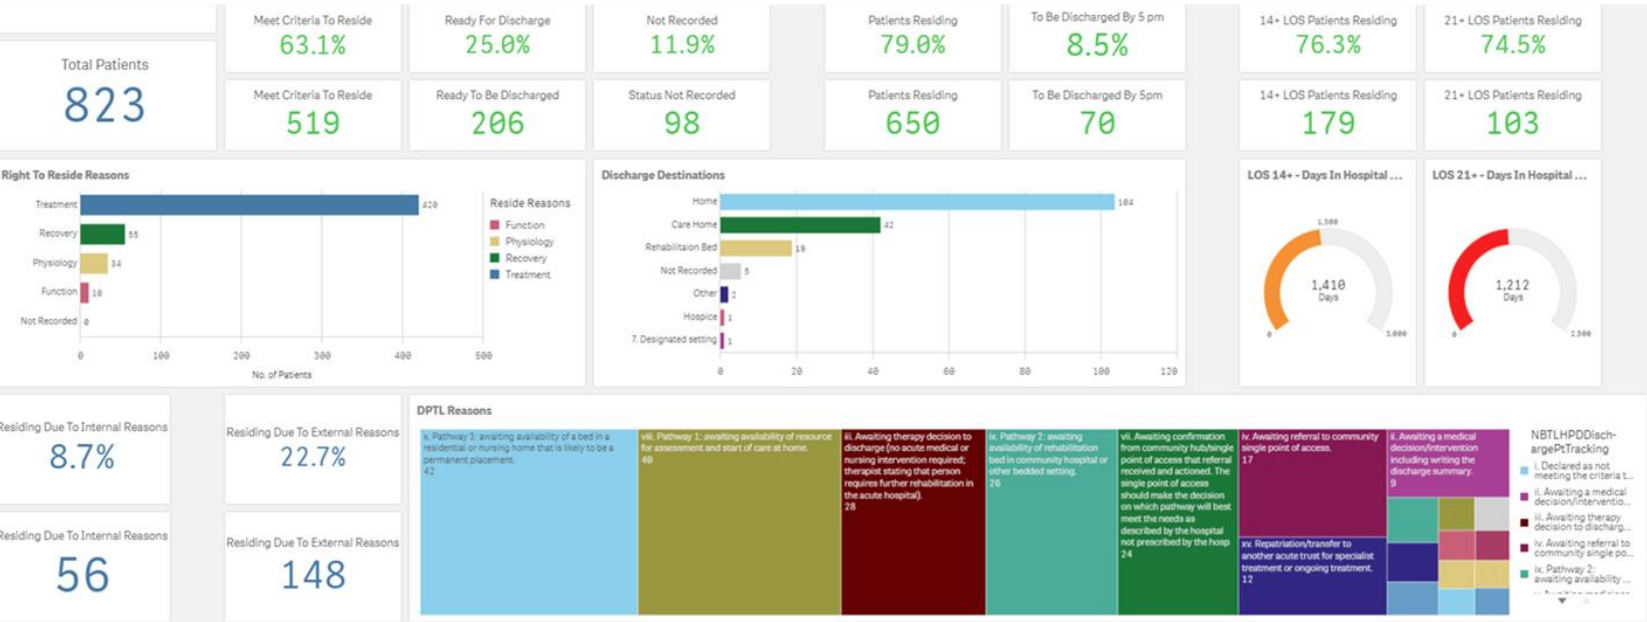 Total Patients
823
Meet Criteria To Reside
63.1%
Ready For Discharge
25.0%
Not Recorded
11.9%
Patients Residing
79.0%
To Be Discharged By 5 pm
8.5%
14+ LOS Patients Residing
76.3%
21+ LOS Patients Residing
74.5%
Meet Criteria To Reside
519
Ready To Be Discharged
206
Status Not Recorded
98
Patients Residing
650
To Be Discharged By 5pm
70
14+ LOS Patients Residing
179
21+ LOS Patients Residing
103
Right To Reside Reasons
Treatment 420
Recovery 55
Physiology 34
Function 10
Not Recorded 0
0 100 200 300 400 500
No. of Patients
Reside Reasons
Function
Physiology
Recovery
Treatment
Discharge Destinations
Home 104
Care Home 42
Rehabilitaion Bed 19
Not Recorded 5
Other 2
Hospice 1
7. Designated setting 1
0 20 40 60 80 100 120
LOS 14+ - Days In Hospital ...
1,500
1,410
Days
0 3,000
LOS 21+ - Days In Hospital ...
1,212
Days
0 2,500
Residing Due To Internal Reasons
8.7%
Residing Due To External Reasons
22.7%
Residing Due To Internal Reasons
56
Residing Due To External Reasons
148
DPTL Reasons
x. Pathway 3: awaiting availability of a bed in a
residential or nursing home that is likely to be a
permanent placement.
42
viii. Pathway 1: awaiting availability of resource
for assessment and start of care at home.
40
iii. Awaiting therapy decision to
discharge (no acute medical or
nursing intervention required;
therapist stating that person
requires further rehabilitation in
the acute hospital).
28
ix. Pathway 2: awaiting
availability of rehabilitation
bed in community hospital or
other bedded setting.
26
vii. Awaiting confirmation
from community hub/single
point of access that referral
received and actioned. The
single point of access
should make the decision
on which pathway will best
meet the needs as
described by the hospital
not prescribed by the hosp
24
iv. Awaiting referral to community
single point of access.
17
xv. Repatriation/transfer to
another acute trust for specialist
treatment or ongoing treatment.
12
ii. Awaiting a medical
decision/intervention
including writing the
discharge summary.
9
NBTLHPDDisch-
argePtTracking
i. Declared as not
meeting the criteria t...
ii. Awaiting a medical
decision/interventio...
iii. Awaiting therapy
decision to discharg...
iv. Awaiting referral to
community single po...
ix. Pathway 2:
awaiting availability ...